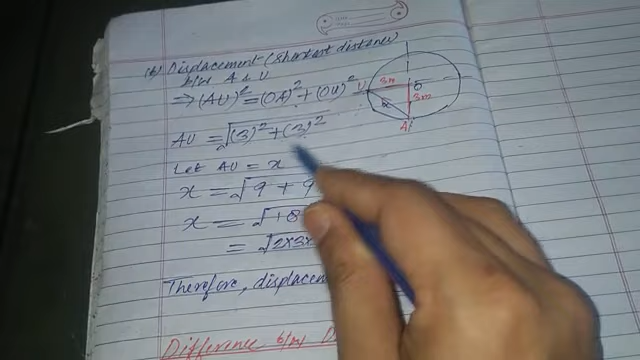 (b) Displacement (Shortest distance)
b/w A & U
⇒ (AU)² = (OA)² + (OU)²
AU = √(3)² + (3)²
Let AU = x
x = √9 + 9
x = √18
= √2×3×
Therefore, displacement
Difference b/w
U
3m
O
3m
x
A